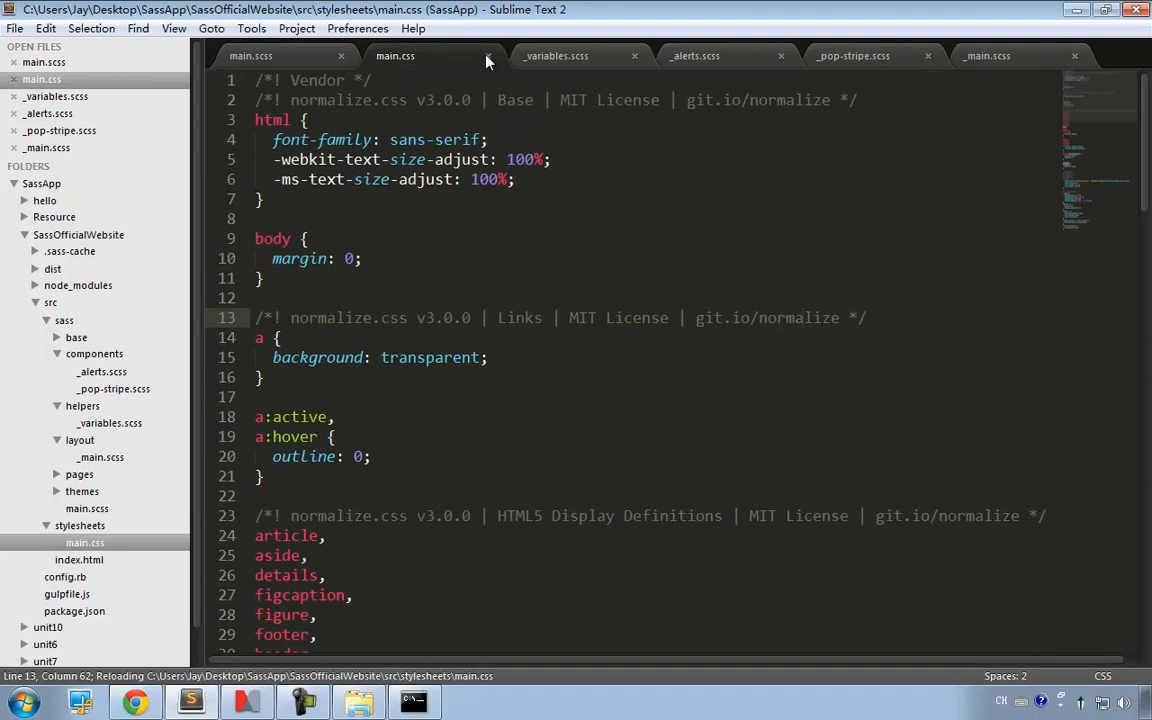 C:\Users\Jay\Desktop\SassApp\SassOfficialWebsite\src\stylesheets\main.css (SassApp) - Sublime Text 2
File Edit Selection Find View Goto Tools Project Preferences Help
OPEN FILES
main.scss
main.css
_variables.scss
_alerts.scss
_pop-stripe.scss
_main.scss
FOLDERS
SassApp
hello
Resource
SassOfficialWebsite
.sass-cache
dist
node_modules
src
sass
base
components
_alerts.scss
_pop-stripe.scss
helpers
_variables.scss
layout
_main.scss
pages
themes
main.scss
stylesheets
main.css
index.html
config.rb
gulpfile.js
package.json
unit10
unit6
unit7
main.scss main.css _variables.scss _alerts.scss _pop-stripe.scss _main.scss
1 /*! Vendor */
2 /*! normalize.css v3.0.0 | Base | MIT License | git.io/normalize */
3 html {
4 font-family: sans-serif;
5 -webkit-text-size-adjust: 100%;
6 -ms-text-size-adjust: 100%;
7 }
8
9 body {
10 margin: 0;
11 }
12
13 /*! normalize.css v3.0.0 | Links | MIT License | git.io/normalize */
14 a {
15 background: transparent;
16 }
17
18 a:active,
19 a:hover {
20 outline: 0;
21 }
22
23 /*! normalize.css v3.0.0 | HTML5 Display Definitions | MIT License | git.io/normalize */
24 article,
25 aside,
26 details,
27 figcaption,
28 figure,
29 footer,
Line 13, Column 62; Reloading C:\Users\Jay\Desktop\SassApp\SassOfficialWebsite\src\stylesheets\main.css
Spaces: 2
CSS
CH